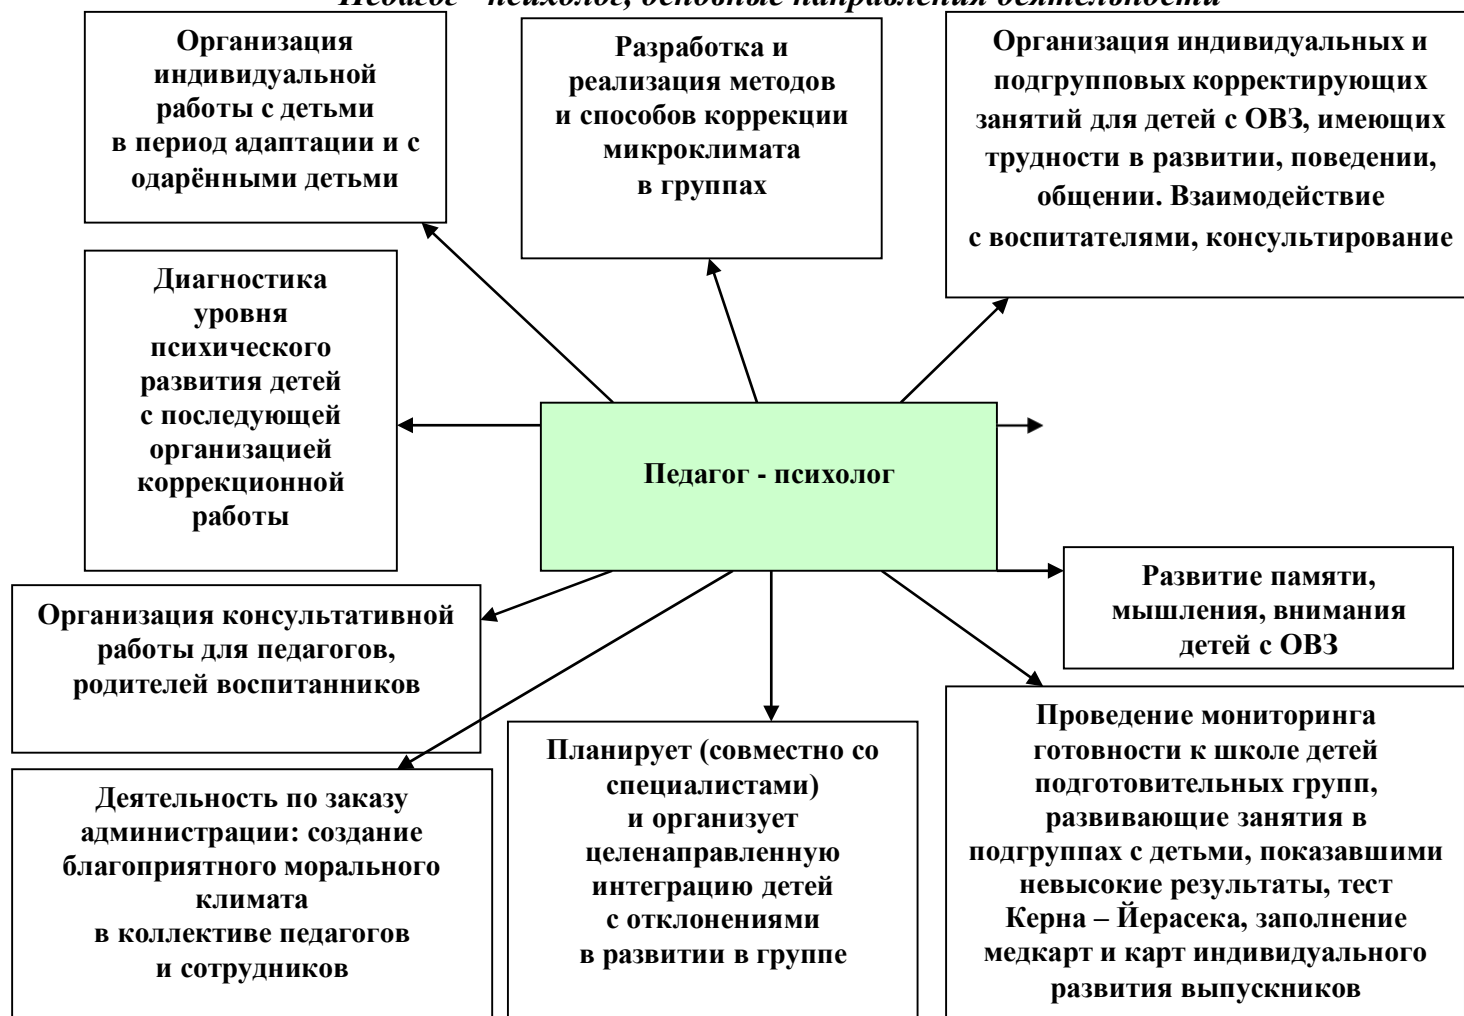 Педагог - психолог, основные направления деятельности
Организация
индивидуальной
работы с детьми
в период адаптации и с
одарёнными детьми
Разработка и
реализация методов
и способов коррекции
микроклимата
в группах
Организация индивидуальных и
подгрупповых корректирующих
занятий для детей с ОВЗ, имеющих
трудности в развитии, поведении,
общении. Взаимодействие
с воспитателями, консультирование
Диагностика
уровня
психического
развития детей
с последующей
организацией
коррекционной
работы
Педагог - психолог
Развитие памяти,
мышления, внимания
детей с ОВЗ
Организация консультативной
работы для педагогов,
родителей воспитанников
Деятельность по заказу
администрации: создание
благоприятного морального
климата
в коллективе педагогов
и сотрудников
Планирует (совместно со
специалистами)
и организует
целенаправленную
интеграцию детей
с отклонениями
в развитии в группе
Проведение мониторинга
готовности к школе детей
подготовительных групп,
развивающие занятия в
подгруппах с детьми, показавшими
невысокие результаты, тест
Керна – Йерасека, заполнение
медкарт и карт индивидуального
развития выпускников